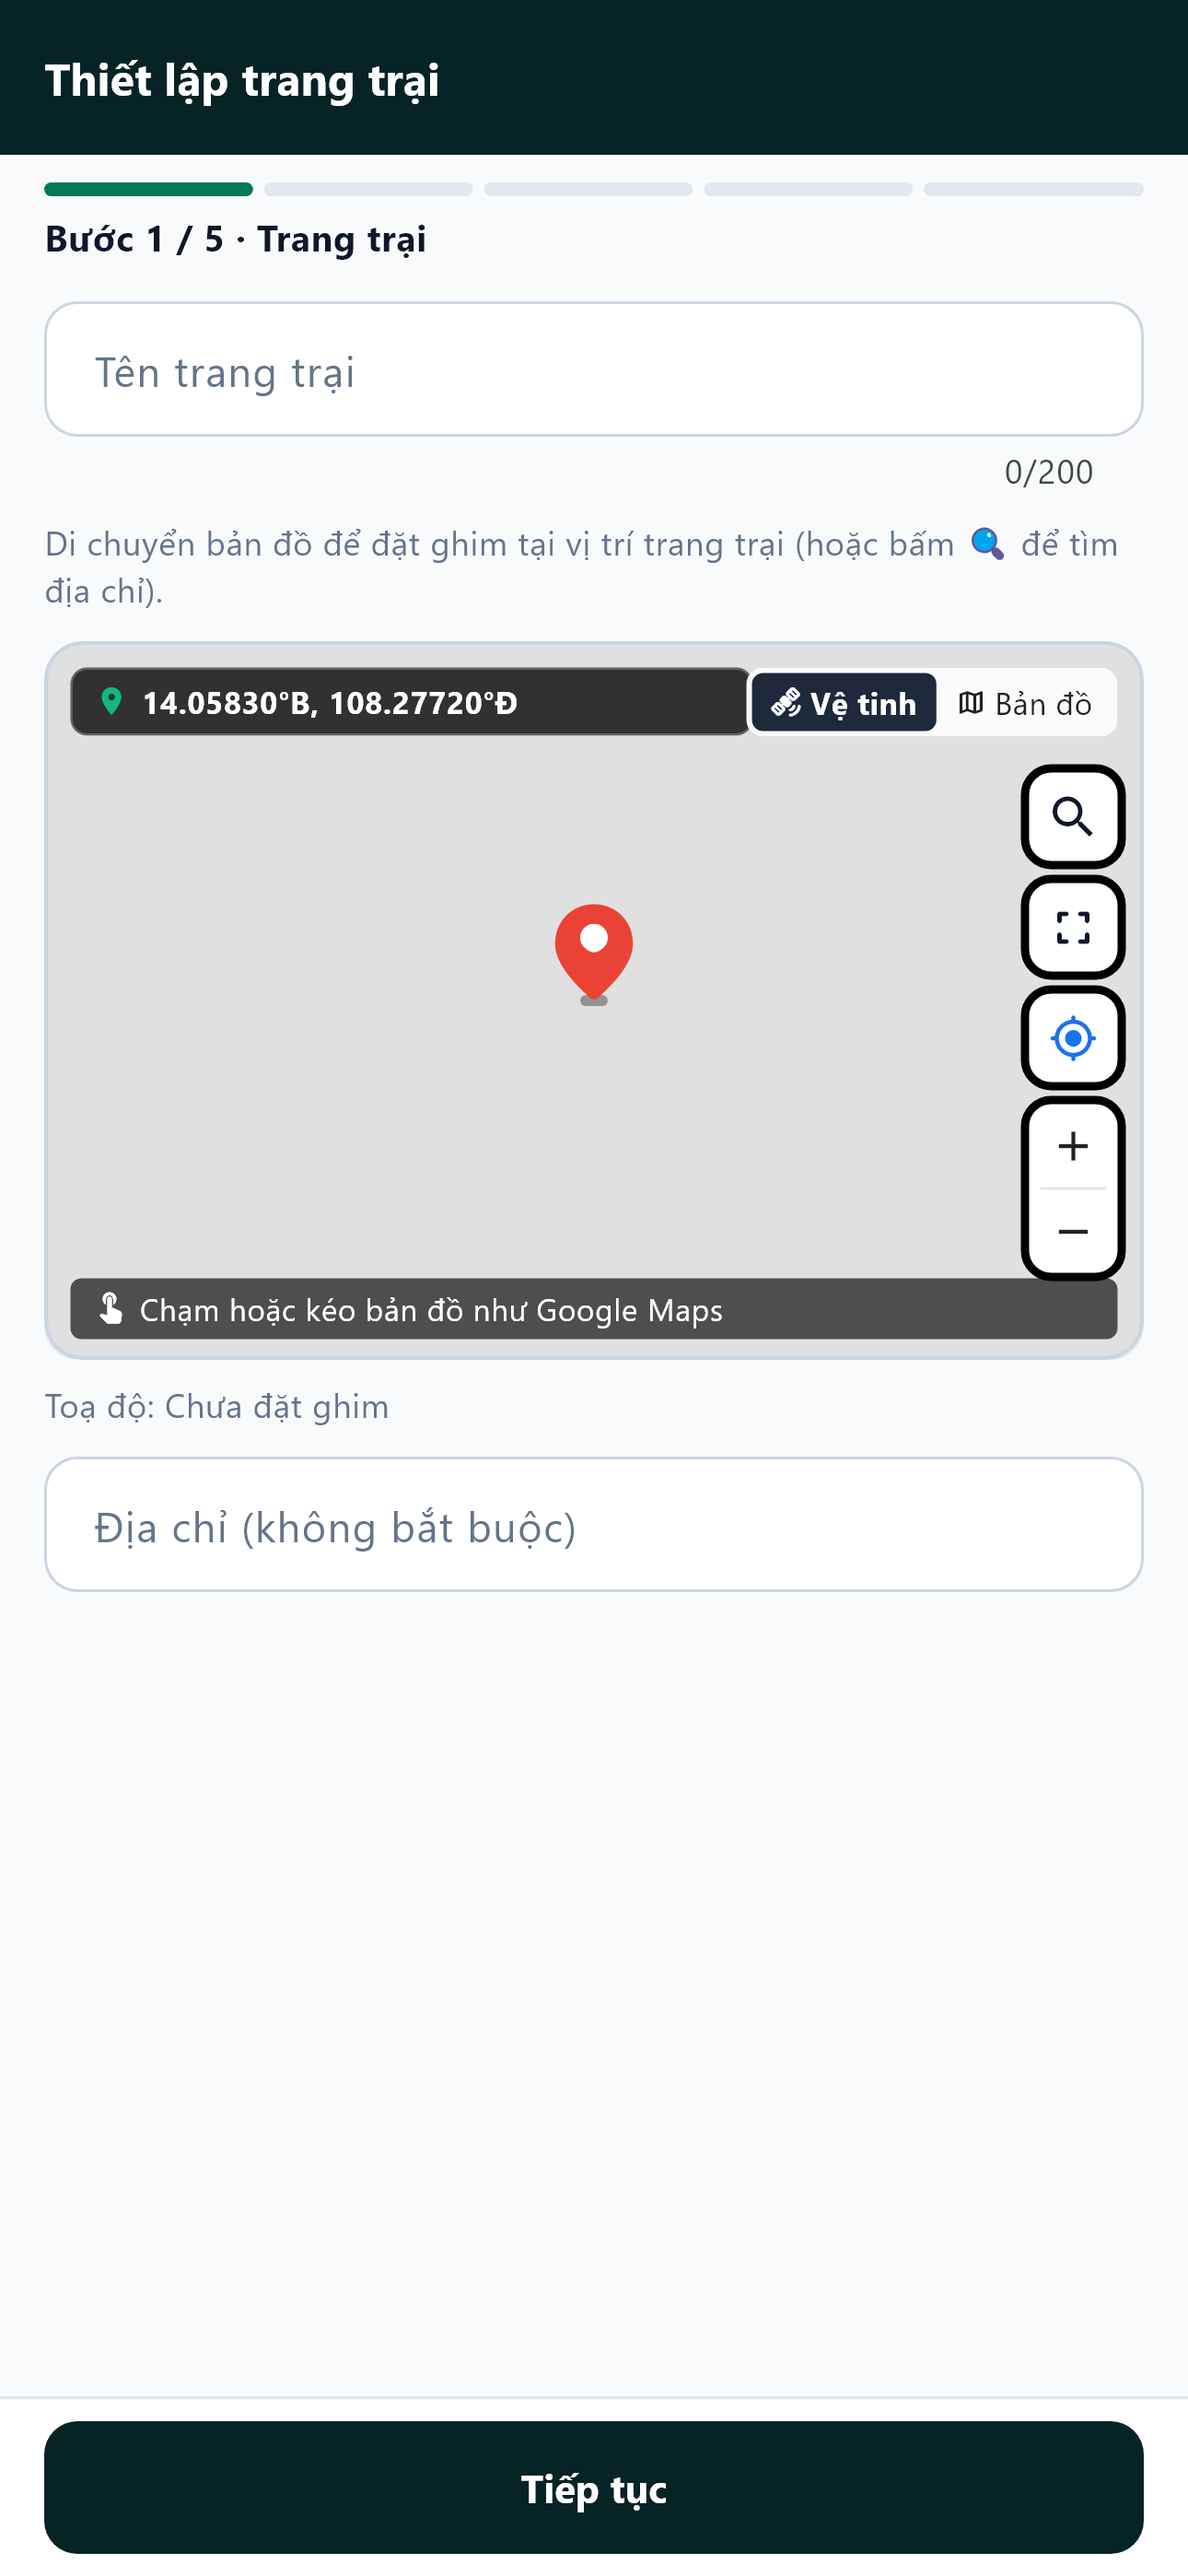 Thiết lập trang trại
Bước 1 / 5 · Trang trại
Tên trang trại
0/200
Di chuyển bản đồ để đặt ghim tại vị trí trang trại (hoặc bấm 🔍 để tìm
địa chỉ).
14.05830°B, 108.27720°Đ
Vệ tinh
Bản đồ
Chạm hoặc kéo bản đồ như Google Maps
Toạ độ: Chưa đặt ghim
Địa chỉ (không bắt buộc)
Tiếp tục